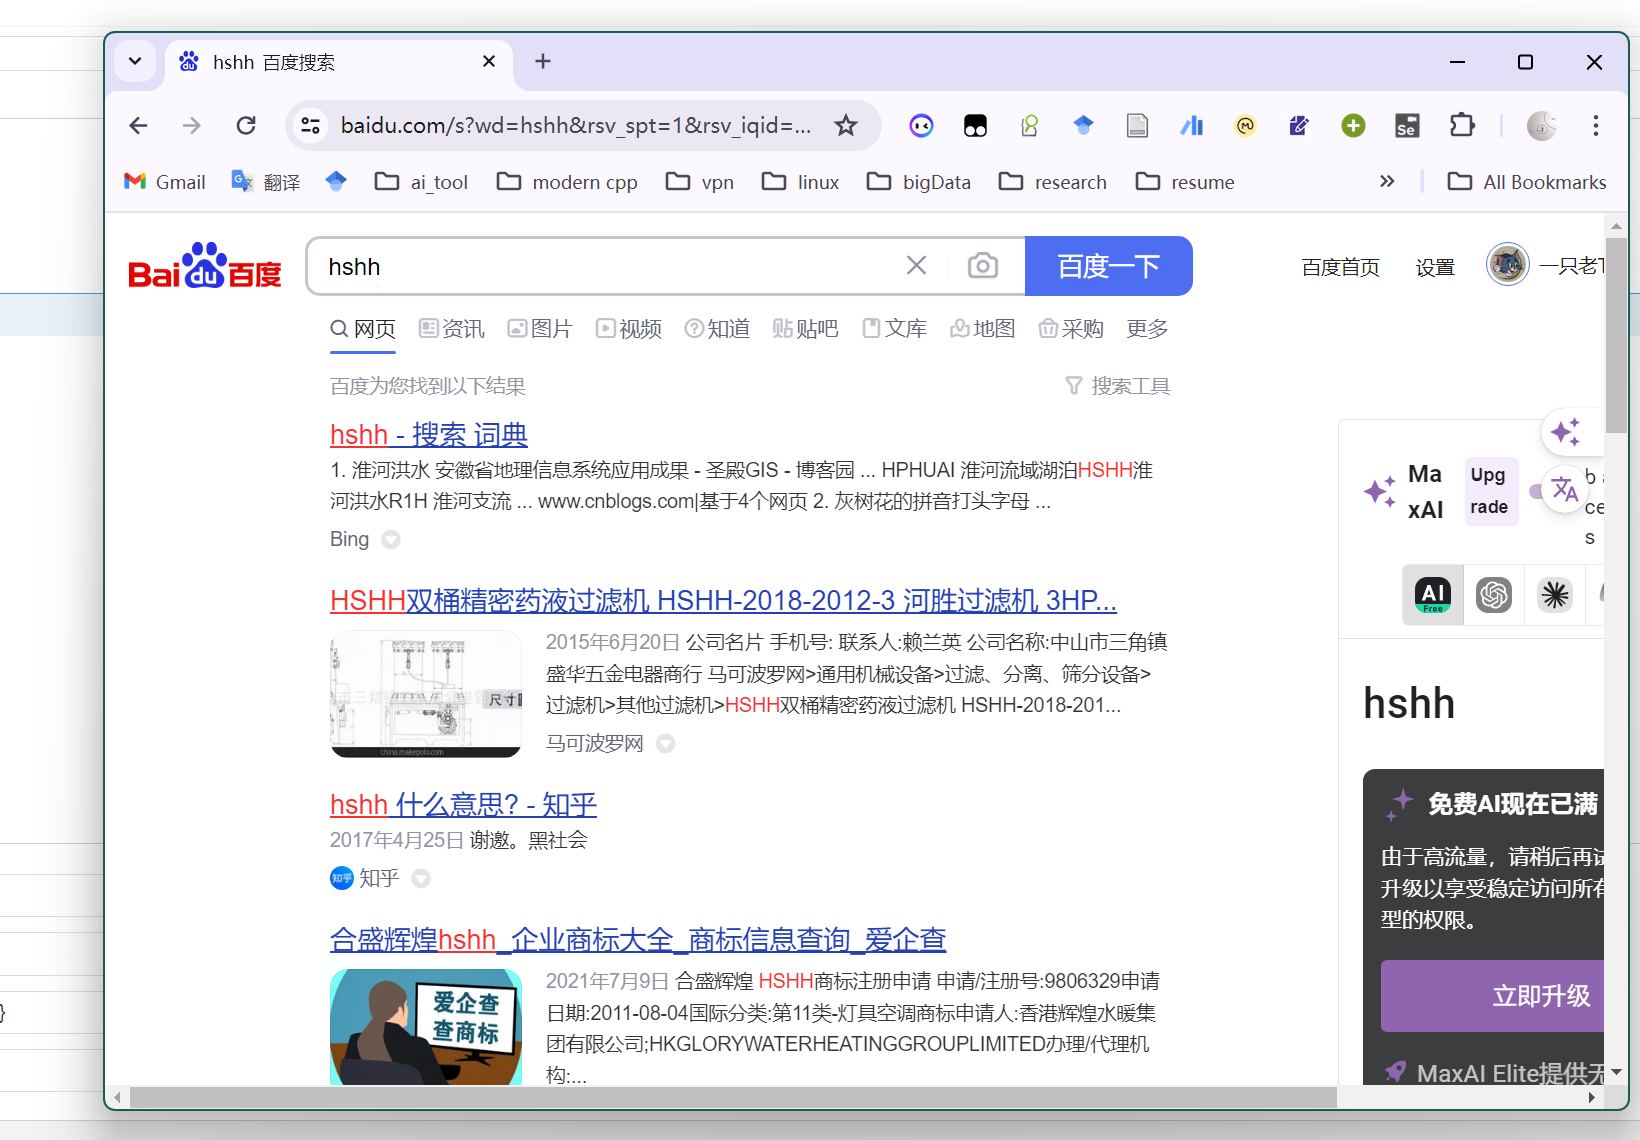 hshh 百度搜索
baidu.com/s?wd=hshh&rsv_spt=1&rsv_iqid=...
Gmail 翻译 ai_tool modern cpp vpn linux bigData research resume » All Bookmarks
Bai du 百度 hshh 百度一下 百度首页 设置 一只老
网页 资讯 图片 视频 知道 贴吧 文库 地图 采购 更多
百度为您找到以下结果 搜索工具
hshh - 搜索 词典
1. 淮河洪水 安徽省地理信息系统应用成果 - 圣殿GIS - 博客园 ... HPHUAI 淮河流域湖泊HSHH淮
河洪水R1H 淮河支流 ... www.cnblogs.com|基于4个网页 2. 灰树花的拼音打头字母 ...
Bing
HSHH双桶精密药液过滤机 HSHH-2018-2012-3 河胜过滤机 3HP...
2015年6月20日 公司名片 手机号: 联系人:赖兰英 公司名称:中山市三角镇
盛华五金电器商行 马可波罗网>通用机械设备>过滤、分离、筛分设备>
过滤机>其他过滤机>HSHH双桶精密药液过滤机 HSHH-2018-201...
尺寸
china.makepolo.com
马可波罗网
hshh 什么意思? - 知乎
2017年4月25日 谢邀。黑社会
知乎 知乎
合盛辉煌hshh_企业商标大全_商标信息查询_爱企查
2021年7月9日 合盛辉煌 HSHH商标注册申请 申请/注册号:9806329申请
日期:2011-08-04国际分类:第11类-灯具空调商标申请人:香港辉煌水暖集
团有限公司;HKGLORYWATERHEATINGGROUPLIMITED办理/代理机
构:...
爱企查
查商标
Ma
xAI
Upg
rade
b
ce
s
AI
Free
hshh
免费AI现在已满
由于高流量，请稍后再试
升级以享受稳定访问所有
型的权限。
立即升级
MaxAI Elite提供无
}
Se